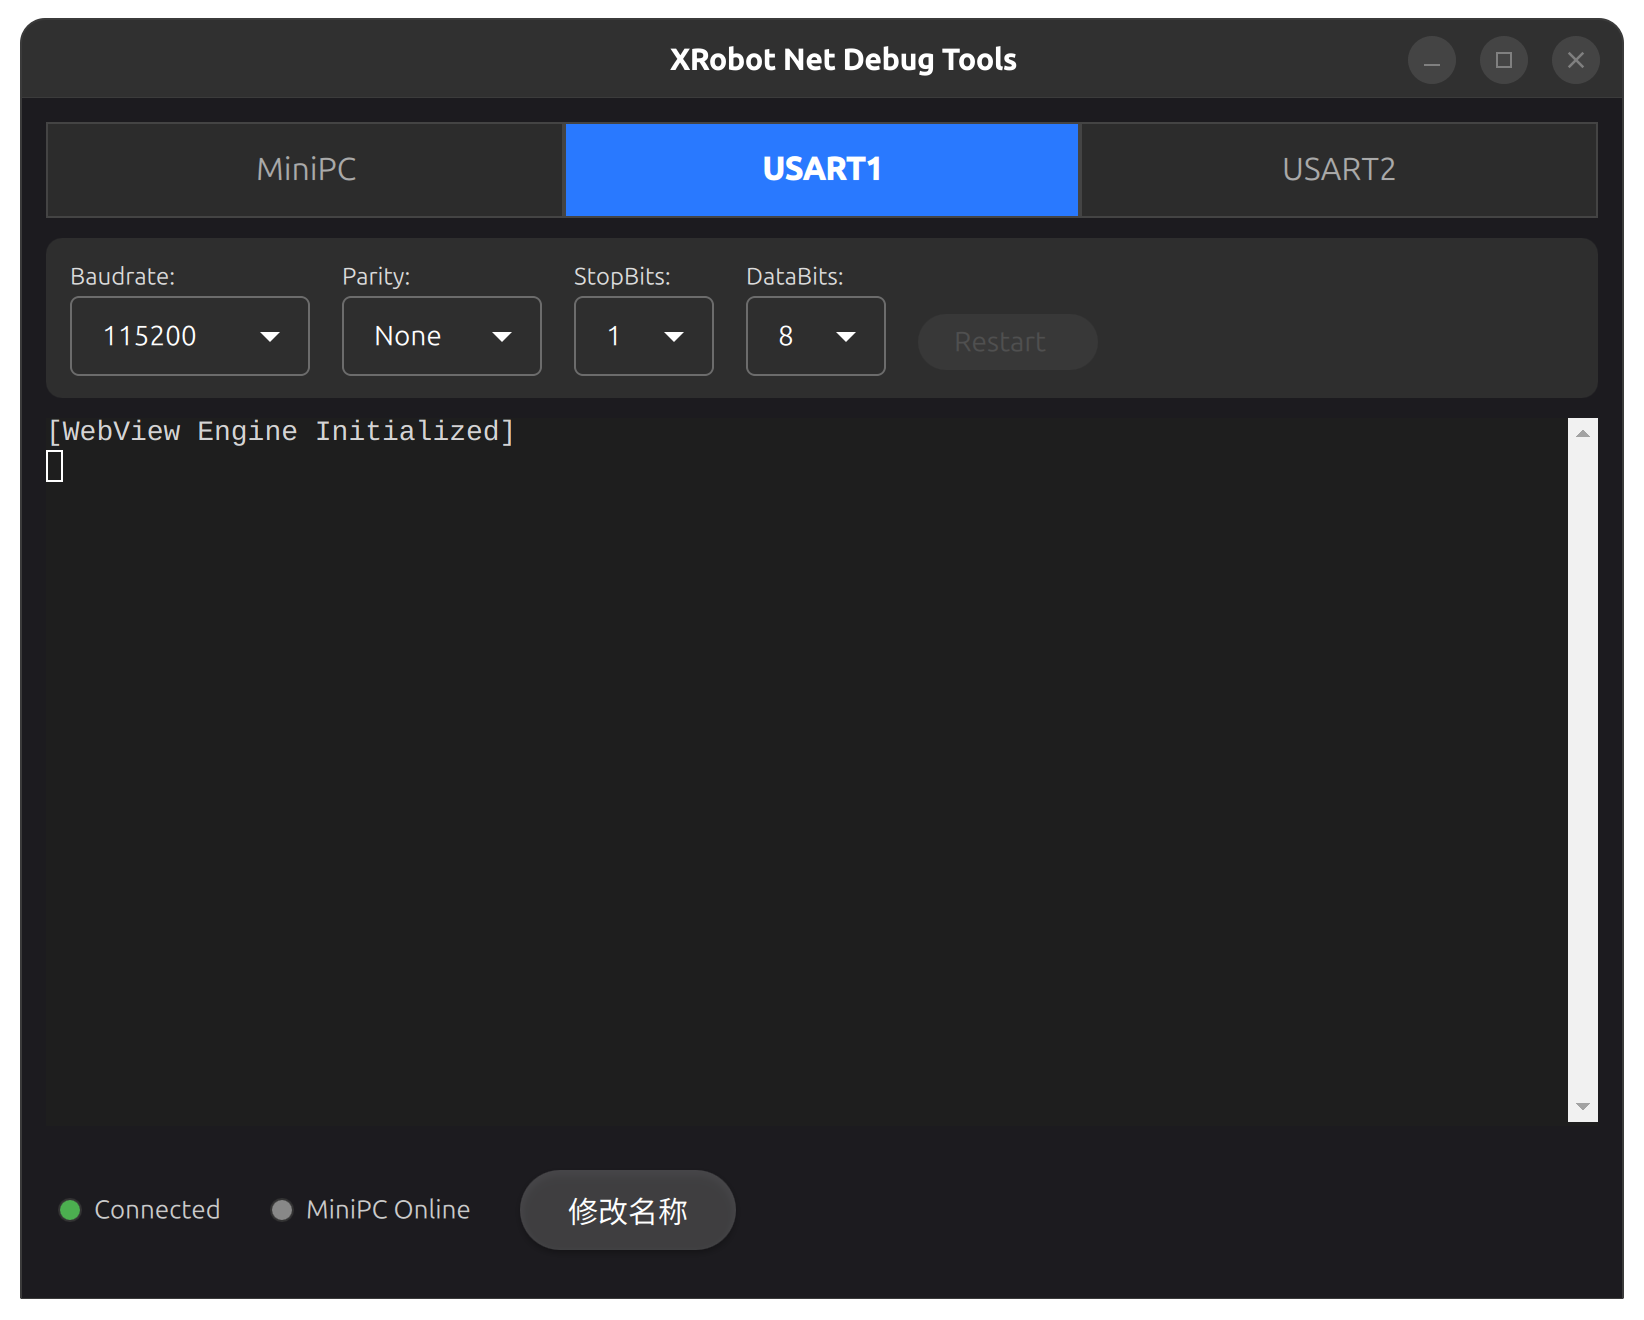 XRobot Net Debug Tools
MiniPC USART1 USART2
Baudrate: Parity: StopBits: DataBits:
115200 None 1 8 Restart
[WebView Engine Initialized]
Connected MiniPC Online 修改名称